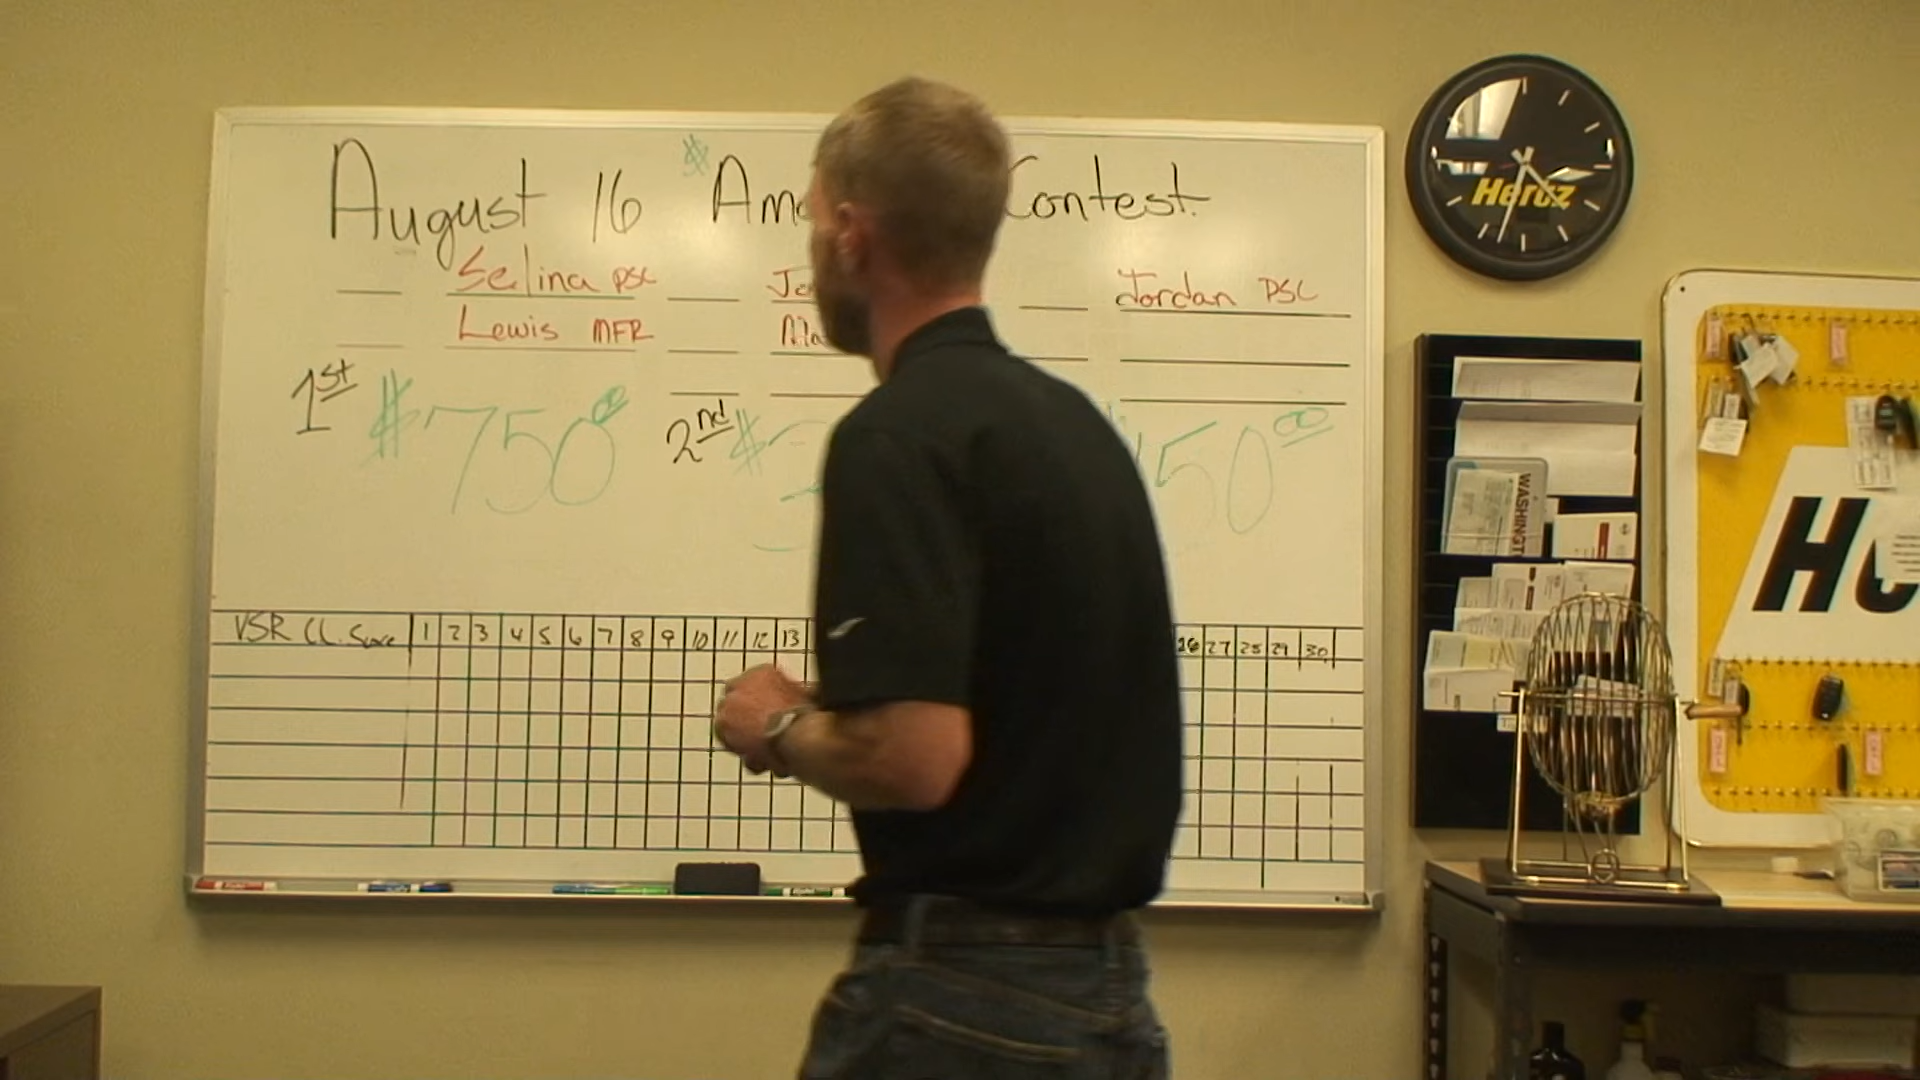 August 16 $ Contest
Selina PSC
Jordan PSC
Lewis MFR
1st $750 00
2nd $
50 00
VSR CL. Score 1 2 3 4 5 6 7 8 9 10 11 12 13 26 27 28 29 30
Hertz
WASHINGT